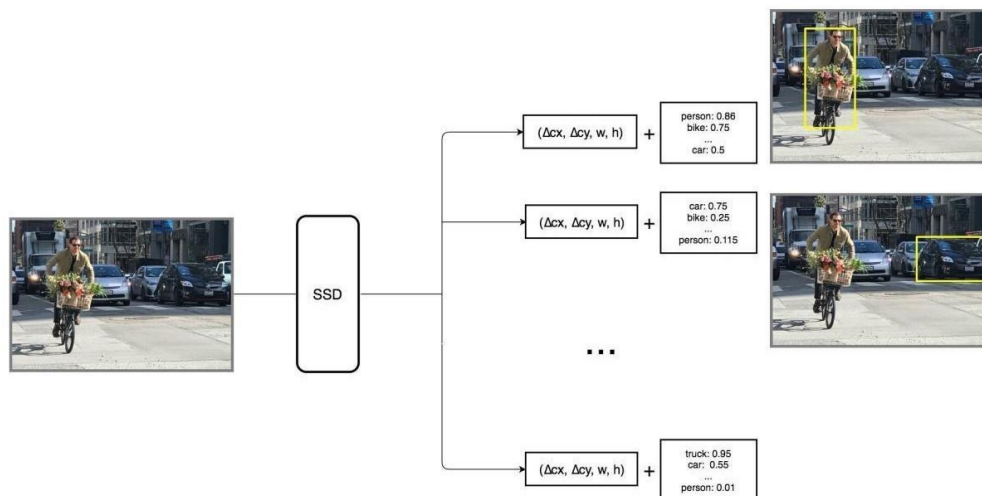 (Δcx, Δcy, w, h)
+
person: 0.86
bike: 0.75
...
car: 0.5
(Δcx, Δcy, w, h)
+
car: 0.75
bike: 0.25
...
person: 0.115
SSD
...
(Δcx, Δcy, w, h)
+
truck: 0.95
car: 0.55
...
person: 0.01